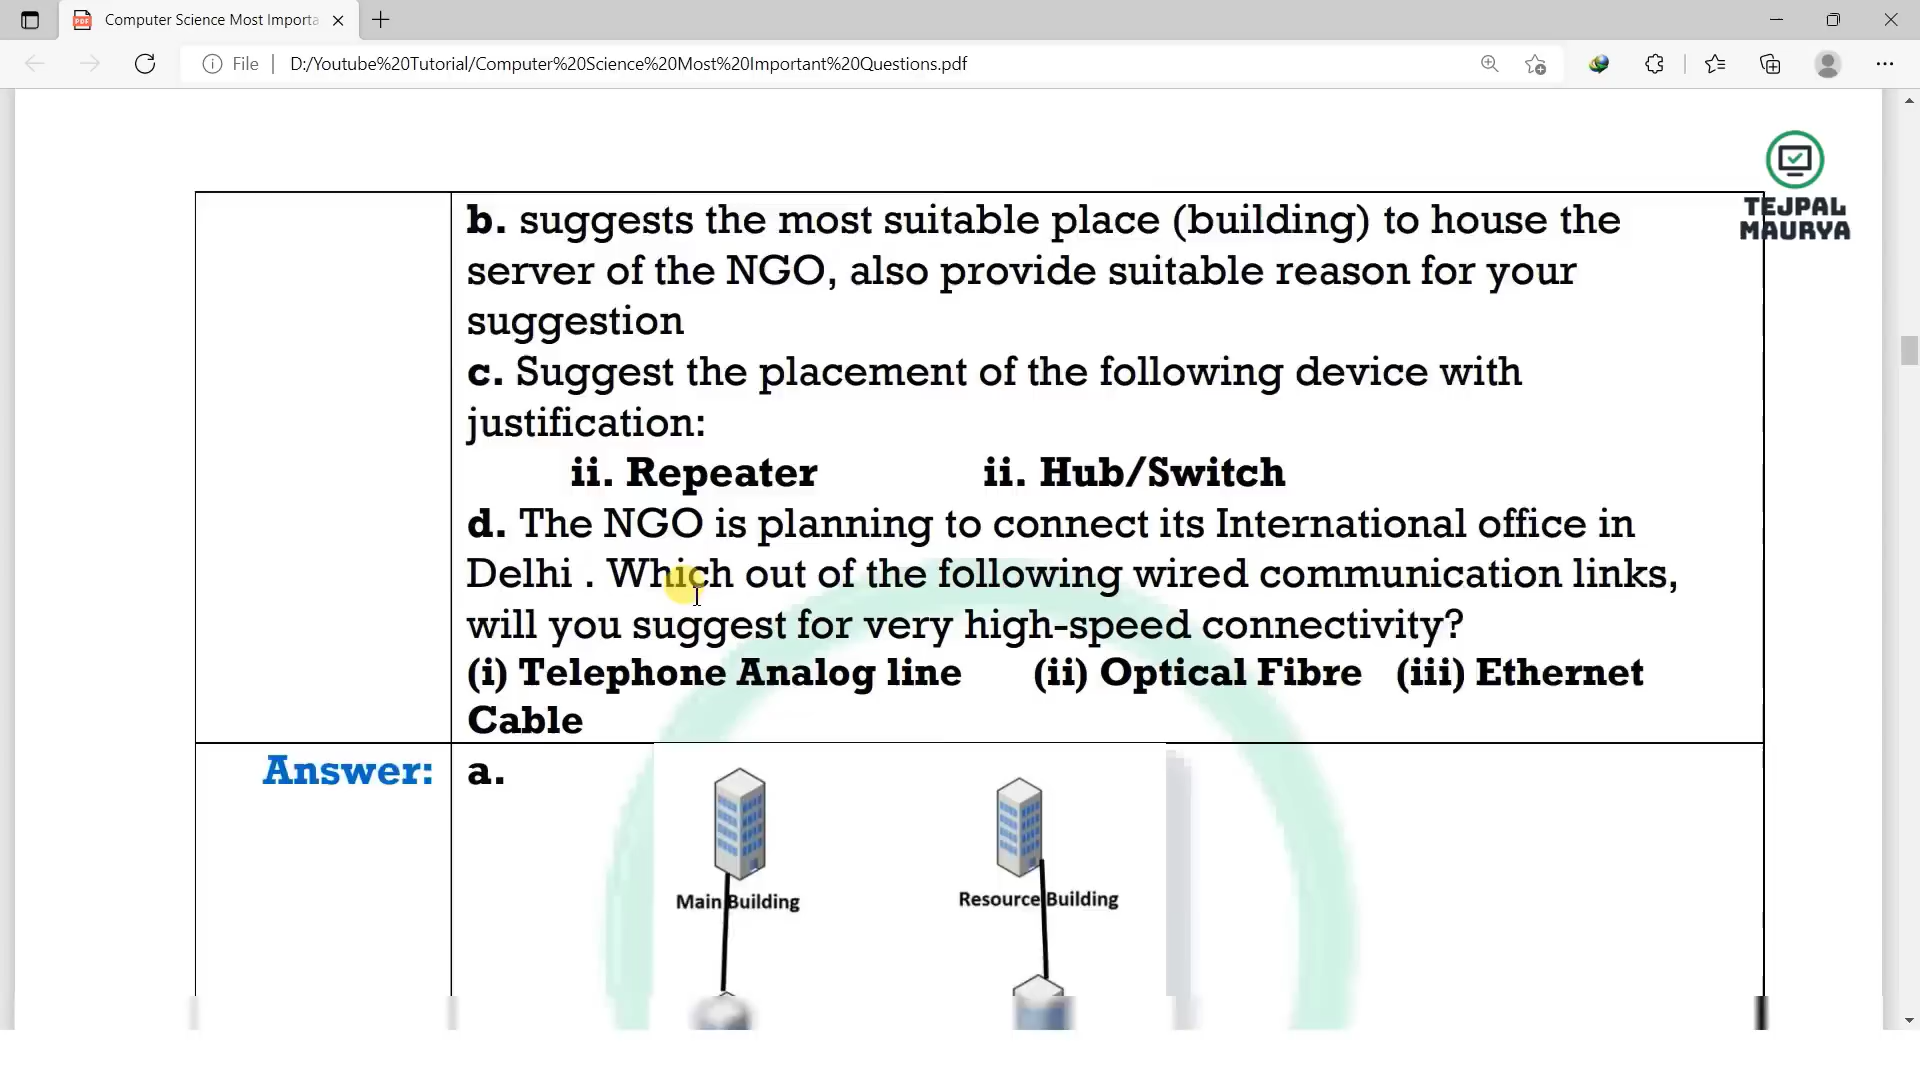 Computer Science Most Importa
File
D:/Youtube%20Tutorial/Computer%20Science%20Most%20Important%20Questions.pdf
TEJPAL
MAURYA
b. suggests the most suitable place (building) to house the
server of the NGO, also provide suitable reason for your
suggestion
c. Suggest the placement of the following device with
justification:
ii. Repeater ii. Hub/Switch
d. The NGO is planning to connect its International office in
Delhi . Which out of the following wired communication links,
will you suggest for very high-speed connectivity?
(i) Telephone Analog line (ii) Optical Fibre (iii) Ethernet
Cable
Answer: a.
Main Building Resource Building